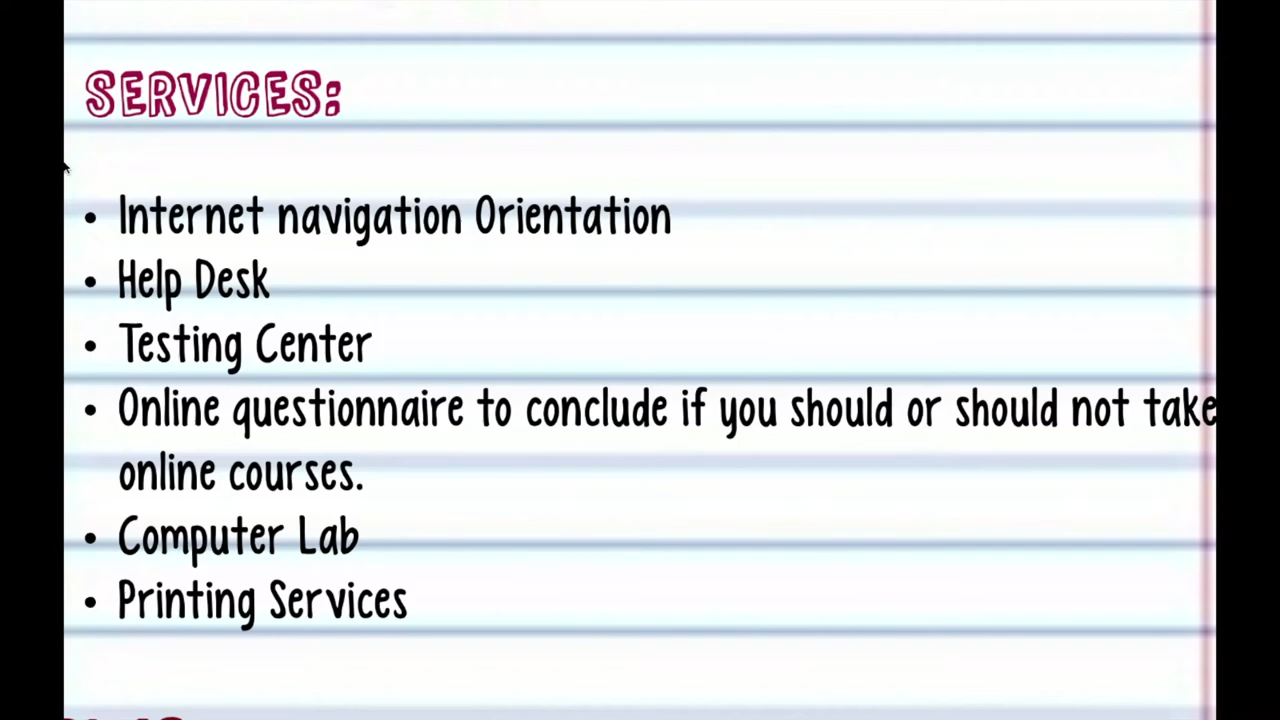 SERVICES:
• Internet navigation Orientation
• Help Desk
• Testing Center
• Online questionnaire to conclude if you should or should not take
online courses.
• Computer Lab
• Printing Services